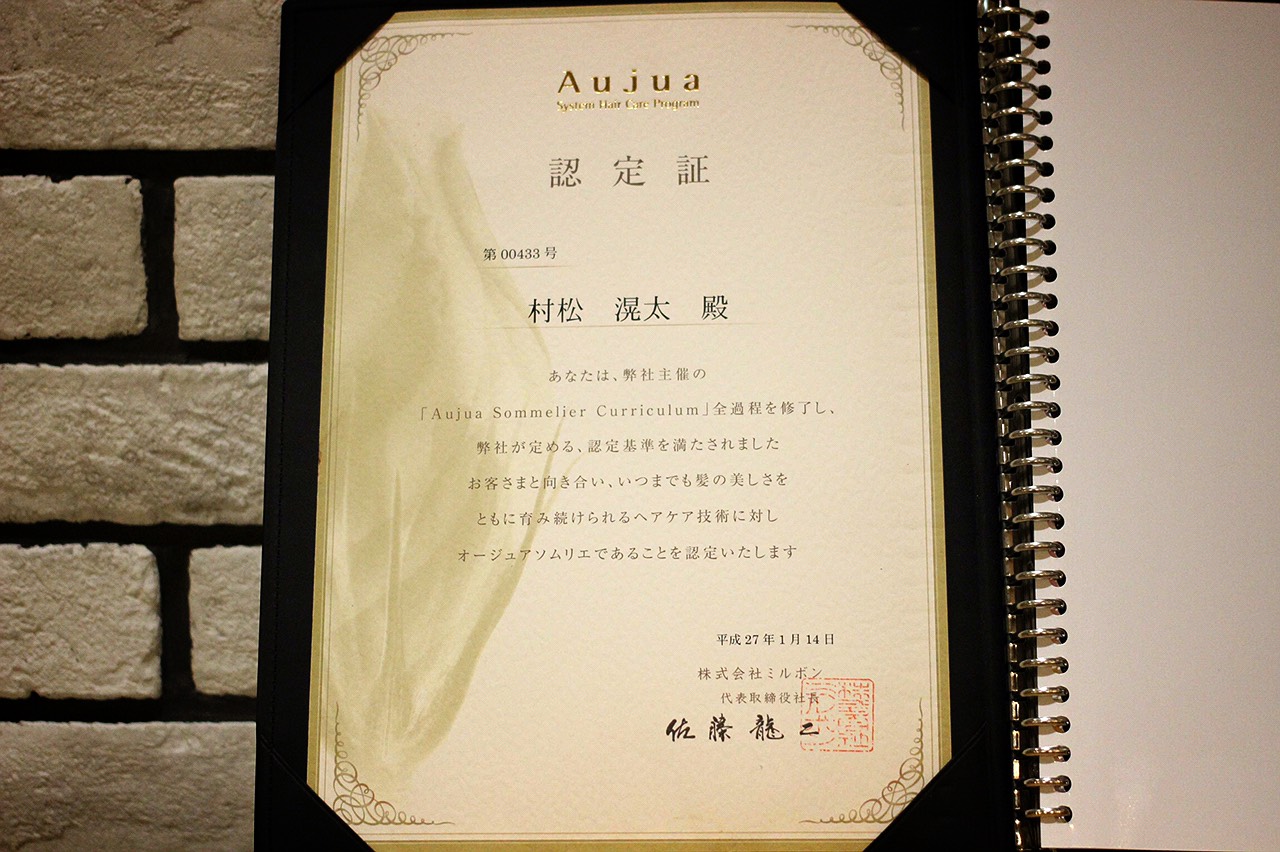 Aujua
System Hair Care Program
認定証
第00433号
村松 滉太 殿
あなたは、弊社主催の
「Aujua Sommelier Curriculum」全過程を修了し、
弊社が定める、認定基準を満たされました
お客さまと向き合い、いつまでも髪の美しさを
ともに育み続けられるヘアケア技術に対し
オージュアソムリエであることを認定いたします
平成27年1月14日
株式会社ミルボン
代表取締役社長
佐藤龍二